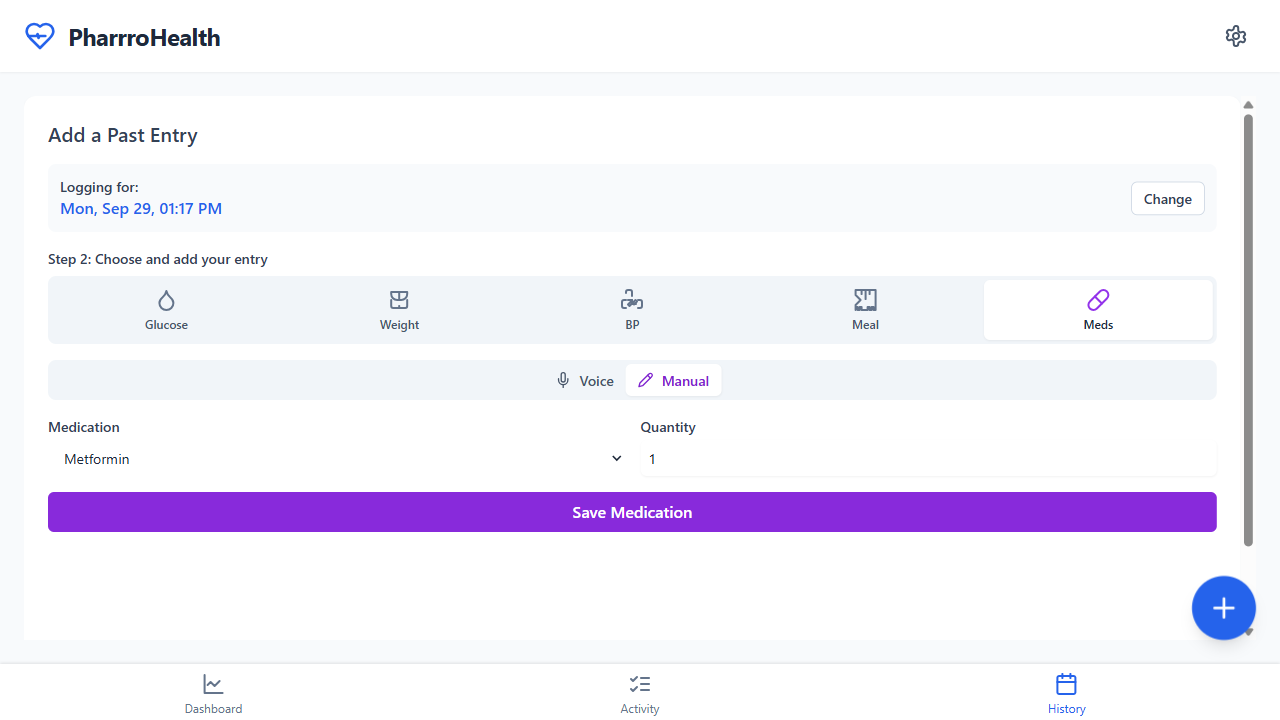 PharrroHealth
Add a Past Entry
Logging for:
Mon, Sep 29, 01:17 PM
Change
Step 2: Choose and add your entry
Glucose
Weight
BP
Meal
Meds
Voice
Manual
Medication
Quantity
Metformin
1
Save Medication
Dashboard
Activity
History